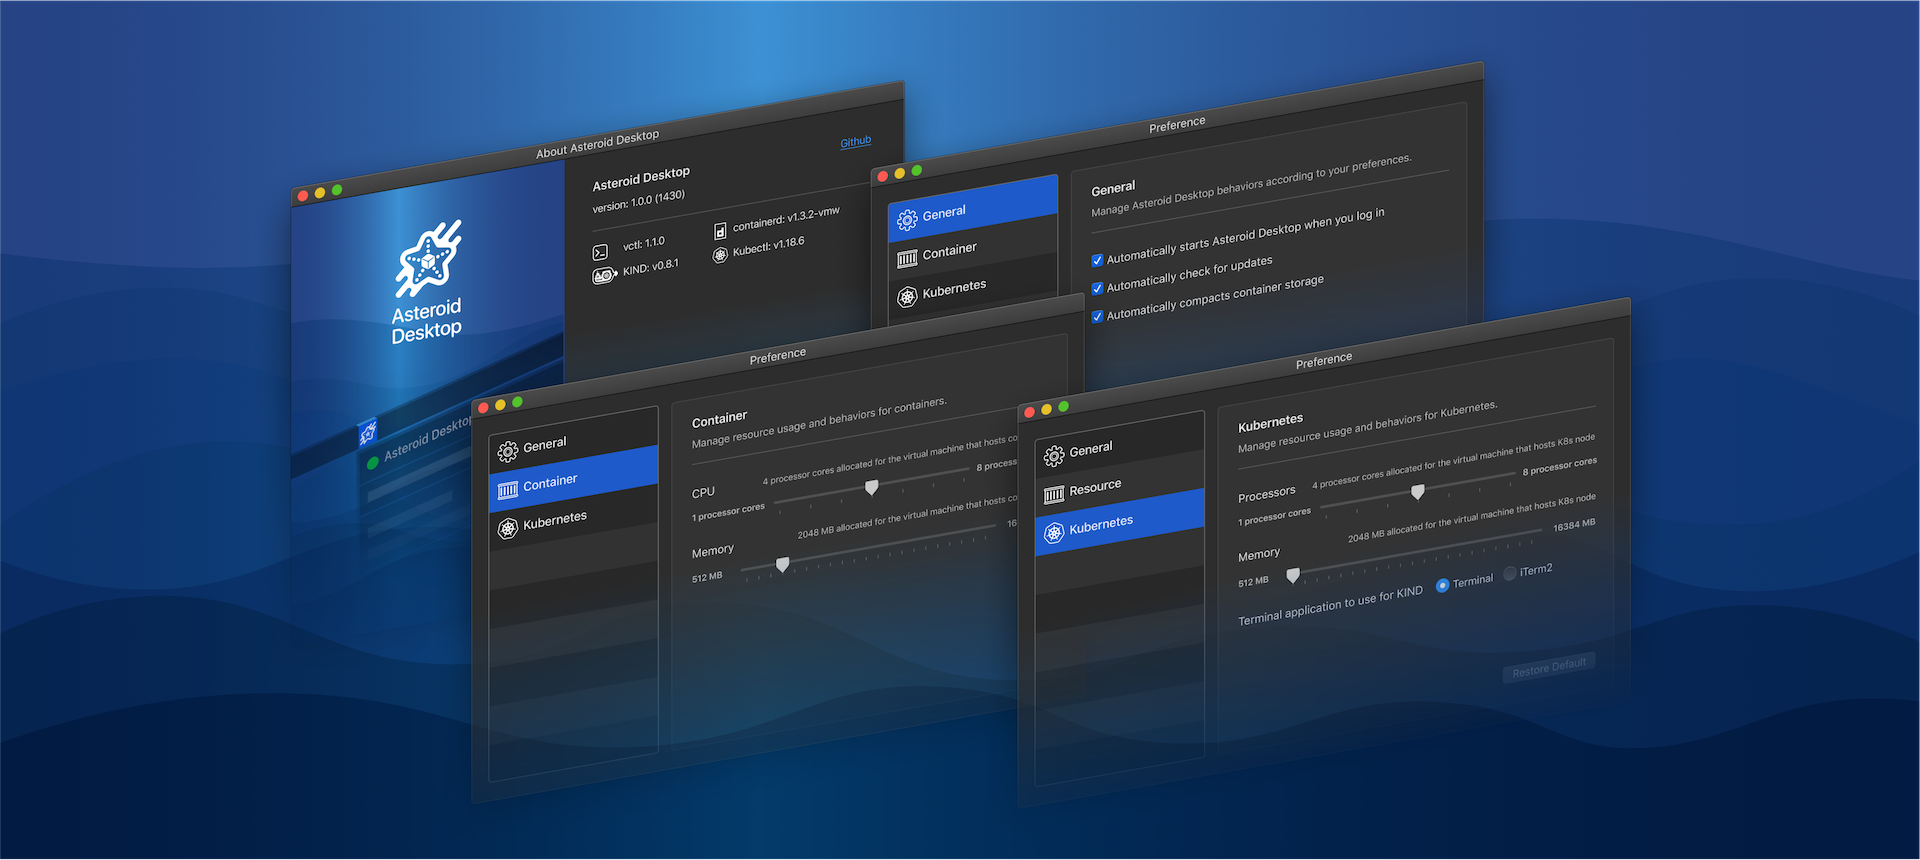 About Asteroid Desktop
Github
Asteroid Desktop
version: 1.0.0 (1430)
vctl: 1.1.0
containerd: v1.3.2-vmw
KIND: v0.8.1
Kubectl: v1.18.6
Asteroid
Desktop
Asteroid Desktop
Preference
General
Container
Kubernetes
General
Manage Asteroid Desktop behaviors according to your preferences.
Automatically starts Asteroid Desktop when you log in
Automatically check for updates
Automatically compacts container storage
Preference
General
Container
Kubernetes
Container
Manage resource usage and behaviors for containers.
4 processor cores allocated for the virtual machine that hosts co
CPU
1 processor cores
8 process
2048 MB allocated for the virtual machine that hosts co
Memory
512 MB
16
Preference
General
Resource
Kubernetes
Kubernetes
Manage resource usage and behaviors for Kubernetes.
4 processor cores allocated for the virtual machine that hosts K8s node
Processors
1 processor cores
8 processor cores
2048 MB allocated for the virtual machine that hosts K8s node
Memory
512 MB
16384 MB
Terminal application to use for KIND
Terminal
iTerm2
Restore Default